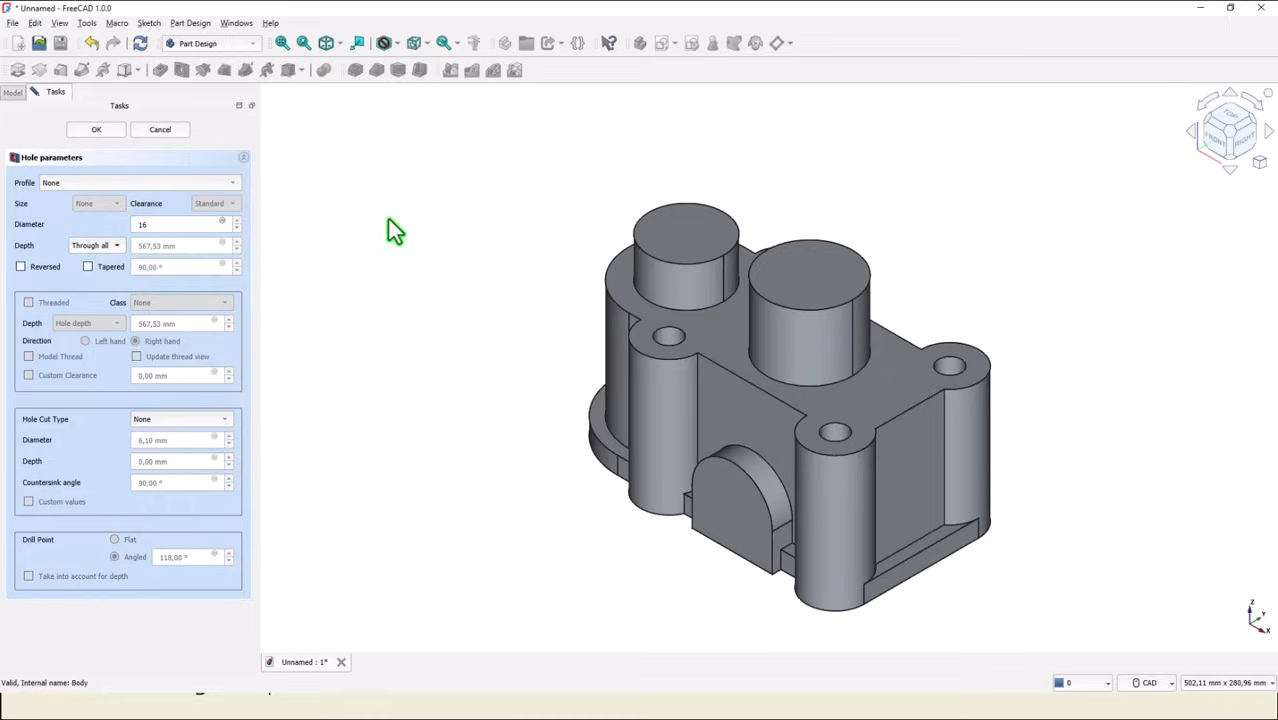 * Unnamed - FreeCAD 1.0.0
File Edit View Tools Macro Sketch Part Design Windows Help
Part Design
Model Tasks
Tasks
OK Cancel
Hole parameters
Profile None
Size None Clearance Standard
Diameter 16
Depth Through all 567,53 mm
Reversed Tapered 90,00 °
Threaded Class None
Depth Hole depth 567,53 mm
Direction Left hand Right hand
Model Thread Update thread view
Custom Clearance 0,00 mm
Hole Cut Type None
Diameter 6,10 mm
Depth 0,00 mm
Countersink angle 90,00 °
Custom values
Drill Point Flat
Angled 118,00 °
Take into account for depth
TOP
FRONT RIGHT
Z
Y
X
Unnamed : 1*
Valid, Internal name: Body
0 CAD 502,11 mm x 280,96 mm